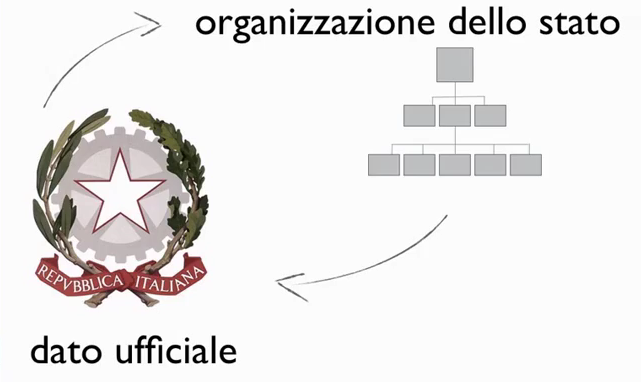 organizzazione dello stato
REPVBBLICA ITALIANA
dato ufficiale